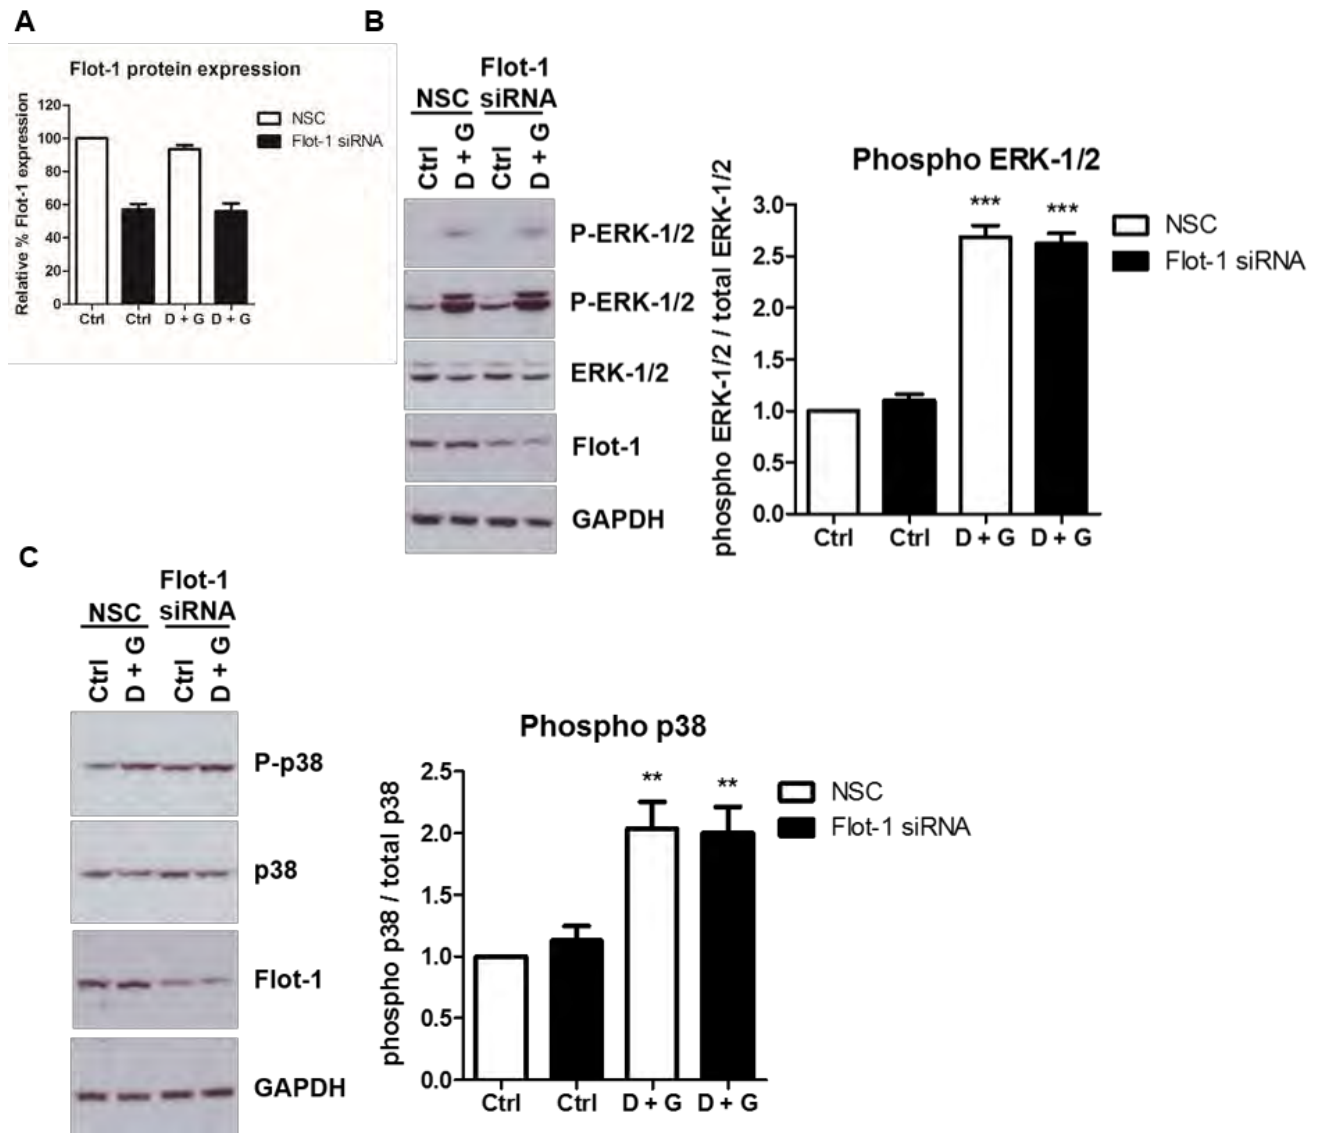 A
Flot-1 protein expression
Relative % Flot-1 expression
120
100
80
60
40
20
0
Ctrl Ctrl D + G D + G
NSC
Flot-1 siRNA
B
NSC
Flot-1
siRNA
Ctrl
D + G
Ctrl
D + G
P-ERK-1/2
P-ERK-1/2
ERK-1/2
Flot-1
GAPDH
Phospho ERK-1/2
phospho ERK-1/2 / total ERK-1/2
3.0
2.5
2.0
1.5
1.0
0.5
0.0
*** ***
Ctrl Ctrl D + G D + G
NSC
Flot-1 siRNA
C
NSC
Flot-1
siRNA
Ctrl
D + G
Ctrl
D + G
P-p38
p38
Flot-1
GAPDH
Phospho p38
phospho p38 / total p38
2.5
2.0
1.5
1.0
0.5
0.0
** **
Ctrl Ctrl D + G D + G
NSC
Flot-1 siRNA